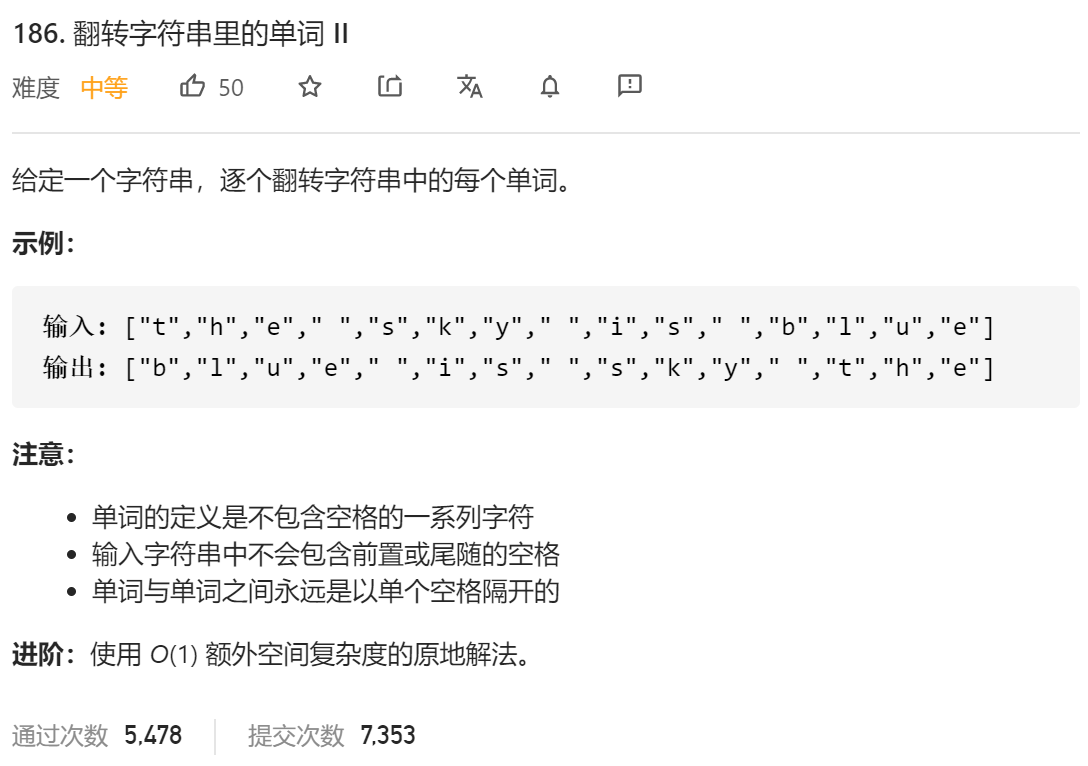 186. 翻转字符串里的单词 II
难度 中等 50
给定一个字符串，逐个翻转字符串中的每个单词。
示例：
输入: ["t","h","e"," ","s","k","y"," ","i","s"," ","b","l","u","e"]
输出: ["b","l","u","e"," ","i","s"," ","s","k","y"," ","t","h","e"]
注意：
• 单词的定义是不包含空格的一系列字符
• 输入字符串中不会包含前置或尾随的空格
• 单词与单词之间永远是以单个空格隔开的
进阶：使用 O(1) 额外空间复杂度的原地解法。
通过次数 5,478 提交次数 7,353